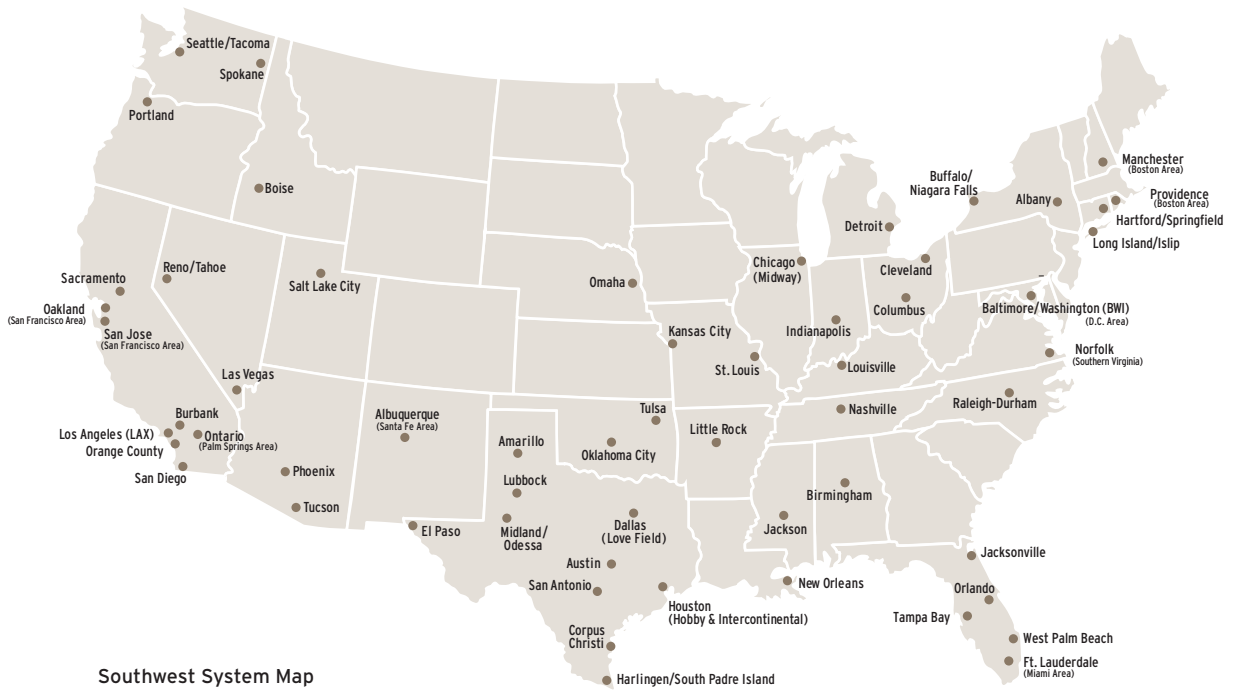 Seattle/Tacoma
Spokane
Portland
Boise
Manchester
(Boston Area)
Buffalo/
Niagara Falls
Albany
Providence
(Boston Area)
Hartford/Springfield
Detroit
Long Island/Islip
Reno/Tahoe
Sacramento
Salt Lake City
Omaha
Chicago
(Midway)
Cleveland
Columbus
Baltimore/Washington (BWI)
(D.C. Area)
Oakland
(San Francisco Area)
San Jose
(San Francisco Area)
Kansas City
Indianapolis
St. Louis
Louisville
Norfolk
(Southern Virginia)
Las Vegas
Raleigh-Durham
Nashville
Burbank
Los Angeles (LAX)
Ontario
(Palm Springs Area)
Orange County
San Diego
Albuquerque
(Santa Fe Area)
Tulsa
Amarillo
Oklahoma City
Little Rock
Phoenix
Tucson
Lubbock
Birmingham
El Paso
Midland/
Odessa
Dallas
(Love Field)
Jackson
Jacksonville
Austin
San Antonio
New Orleans
Orlando
Houston
(Hobby & Intercontinental)
Tampa Bay
Corpus
Christi
West Palm Beach
Ft. Lauderdale
(Miami Area)
Harlingen/South Padre Island
Southwest System Map